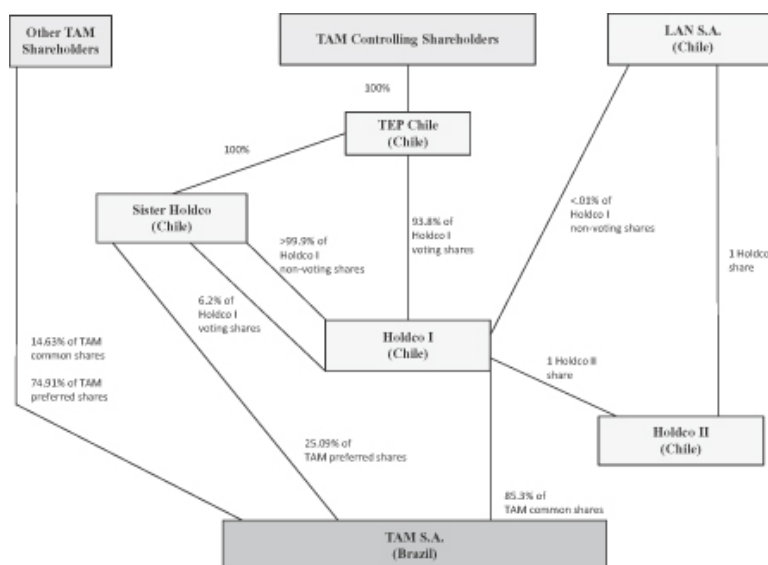 Other TAM
Shareholders
TAM Controlling Shareholders
LAN S.A.
(Chile)
100%
TEP Chile
(Chile)
100%
Sister Holdco
(Chile)
>99.9% of
Holdco I
non-voting shares
93.8% of
Holdco I
voting shares
<.01% of
Holdco I
non-voting shares
1 Holdco
share
6.2% of
Holdco I
voting shares
Holdco I
(Chile)
14.63% of TAM
common shares
74.91% of TAM
preferred shares
1 Holdco II
share
Holdco II
(Chile)
25.09% of
TAM preferred shares
85.3% of
TAM common shares
TAM S.A.
(Brazil)